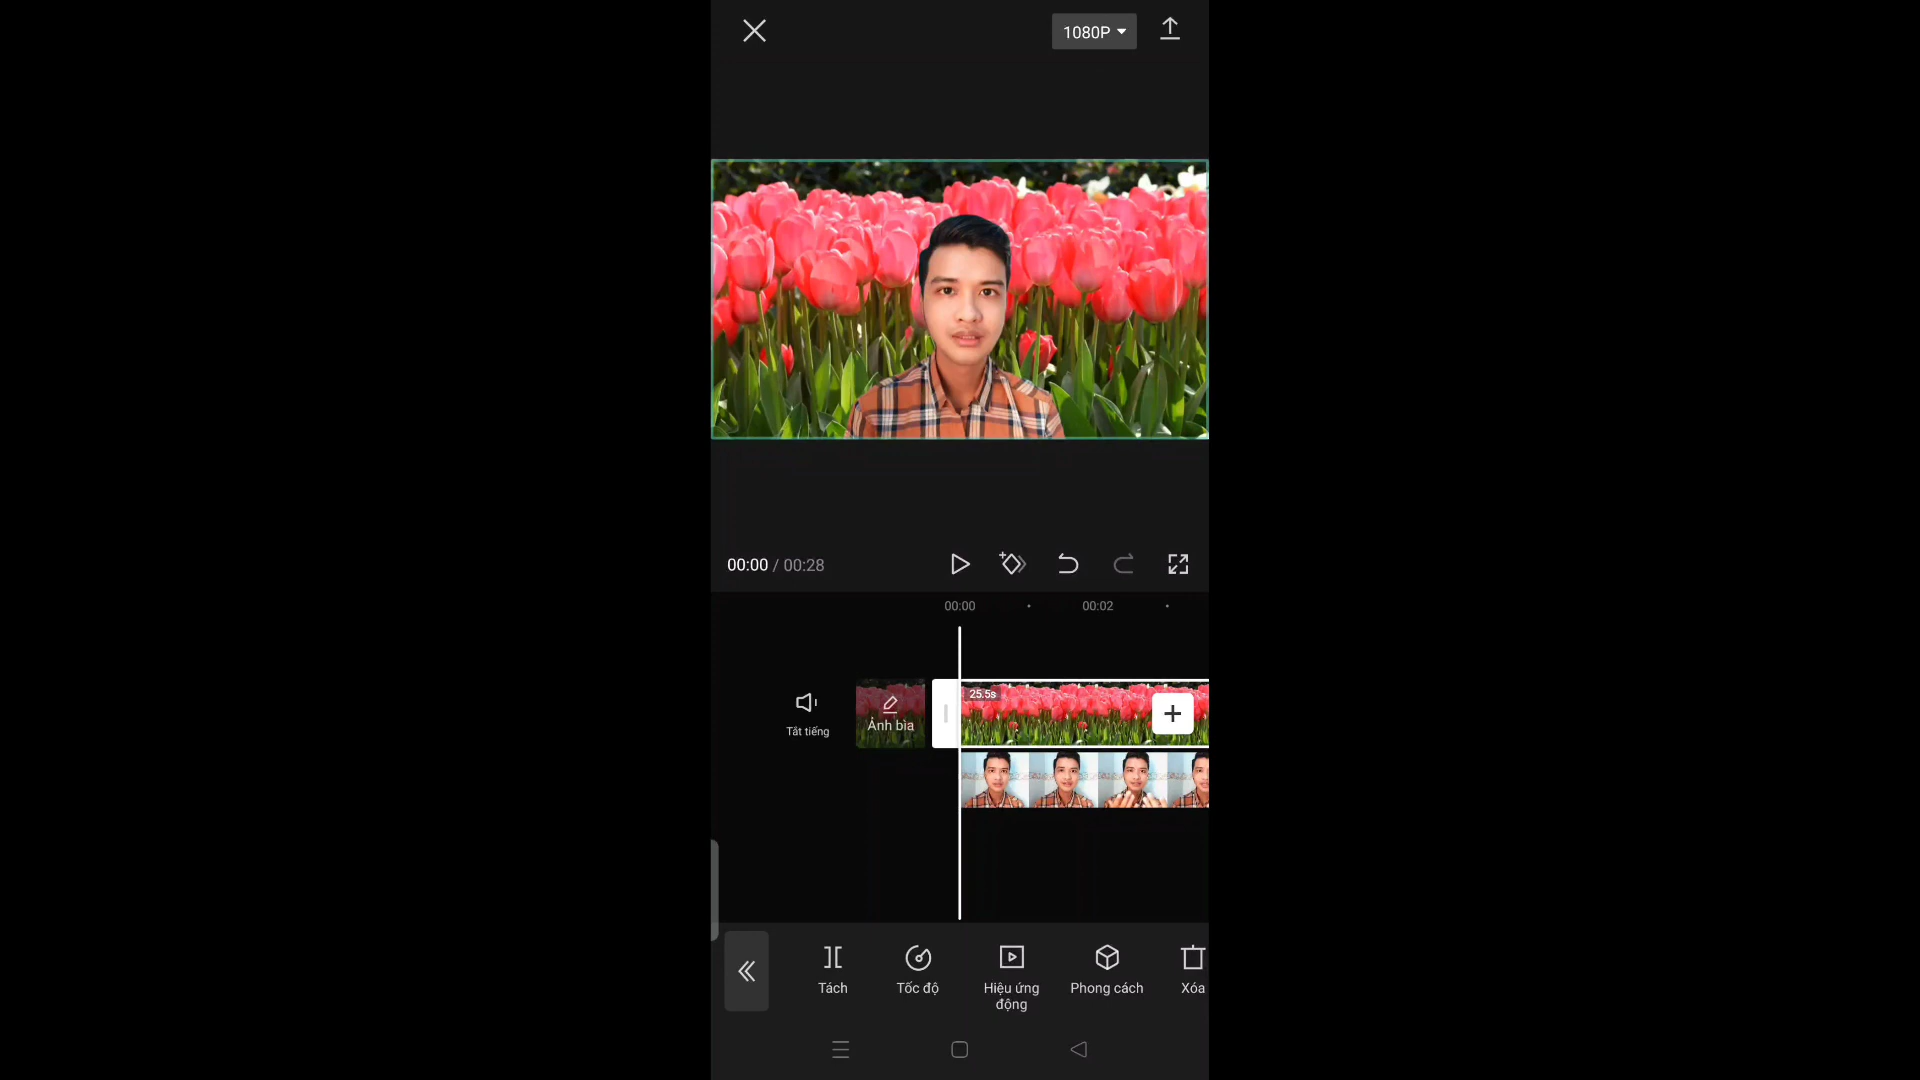 1080P
00:00 / 00:28
00:00
00:02
25.5s
Tắt tiếng
Ảnh bìa
Tách
Tốc độ
Hiệu ứng
động
Phong cách
Xóa